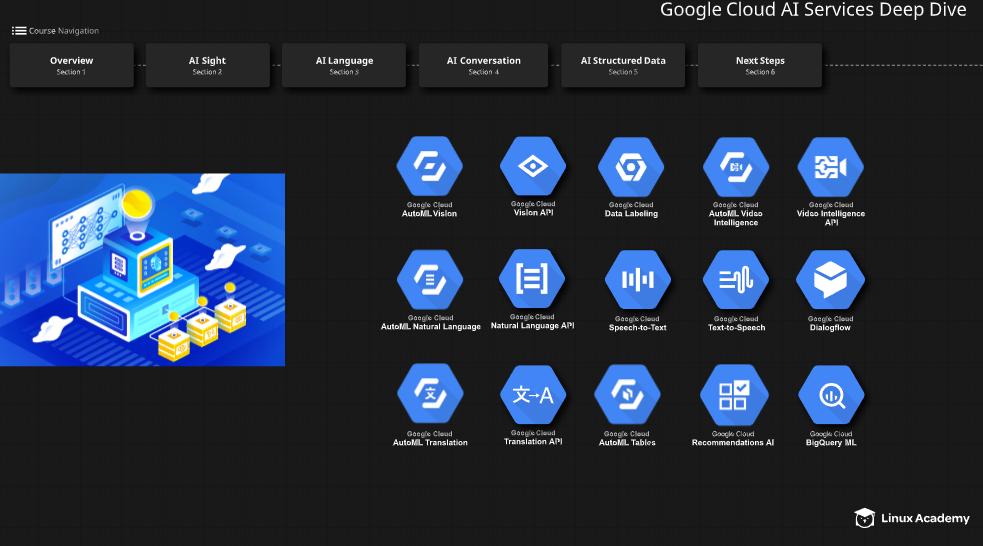 Google Cloud AI Services Deep Dive
Course Navigation
Overview
Section 1
AI Sight
Section 2
AI Language
Section 3
AI Conversation
Section 4
AI Structured Data
Section 5
Next Steps
Section 6
Google Cloud
AutoML Vision
Google Cloud
Vision API
Google Cloud
Data Labeling
Google Cloud
AutoML Video
Intelligence
Google Cloud
Video Intelligence
API
Google Cloud
AutoML Natural Language
Google Cloud
Natural Language API
Google Cloud
Speech-to-Text
Google Cloud
Text-to-Speech
Google Cloud
Dialogflow
文
Google Cloud
AutoML Translation
文→A
Google Cloud
Translation API
Google Cloud
AutoML Tables
Google Cloud
Recommendations AI
Google Cloud
BigQuery ML
Linux Academy